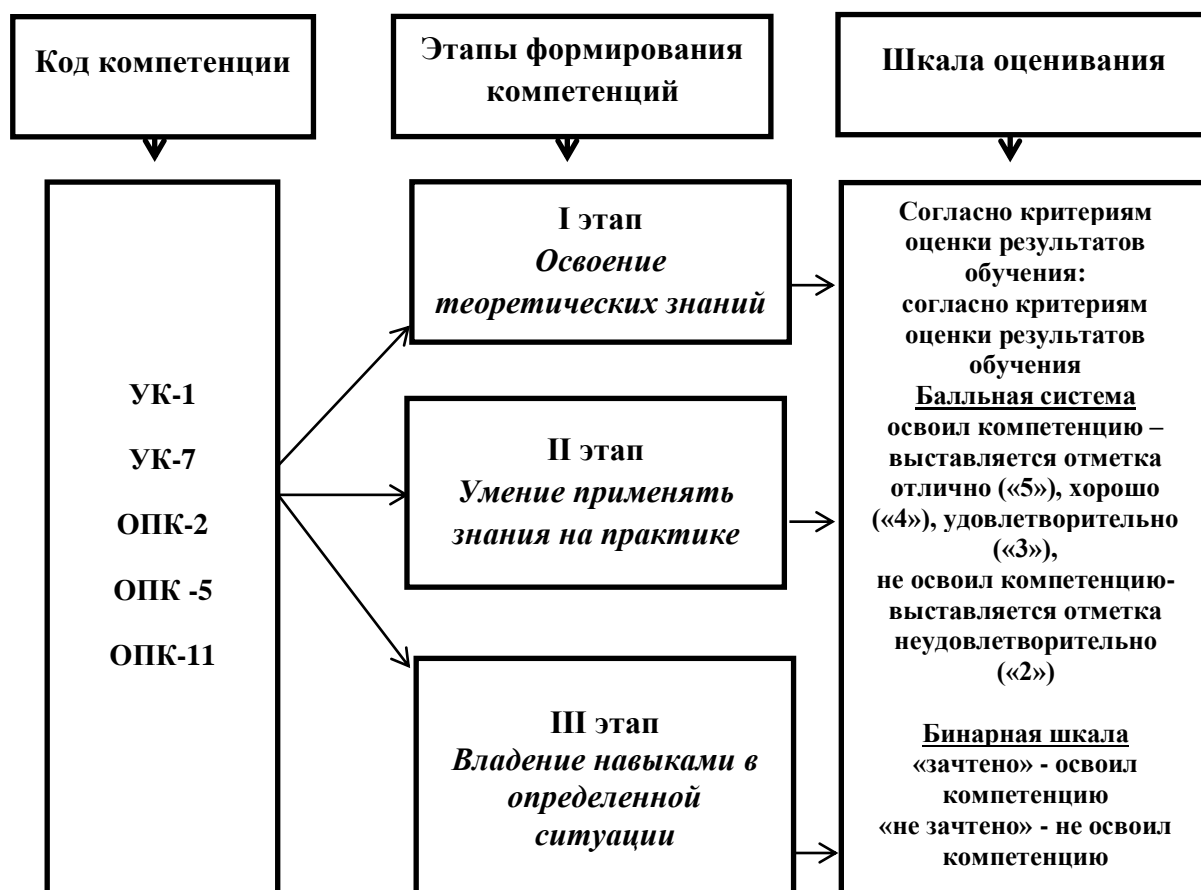 Код компетенции
Этапы формирования
компетенций
Шкала оценивания
УК-1
УК-7
ОПК-2
ОПК -5
ОПК-11
I этап
Освоение
теоретических знаний
II этап
Умение применять
знания на практике
III этап
Владение навыками в
определенной
ситуации
Согласно критериям
оценки результатов
обучения:
согласно критериям
оценки результатов
обучения
Балльная система
освоил компетенцию –
выставляется отметка
отлично («5»), хорошо
(«4»), удовлетворительно
(«3»),
не освоил компетенцию-
выставляется отметка
неудовлетворительно
(«2»)
Бинарная шкала
«зачтено» - освоил
компетенцию
«не зачтено» - не освоил
компетенцию